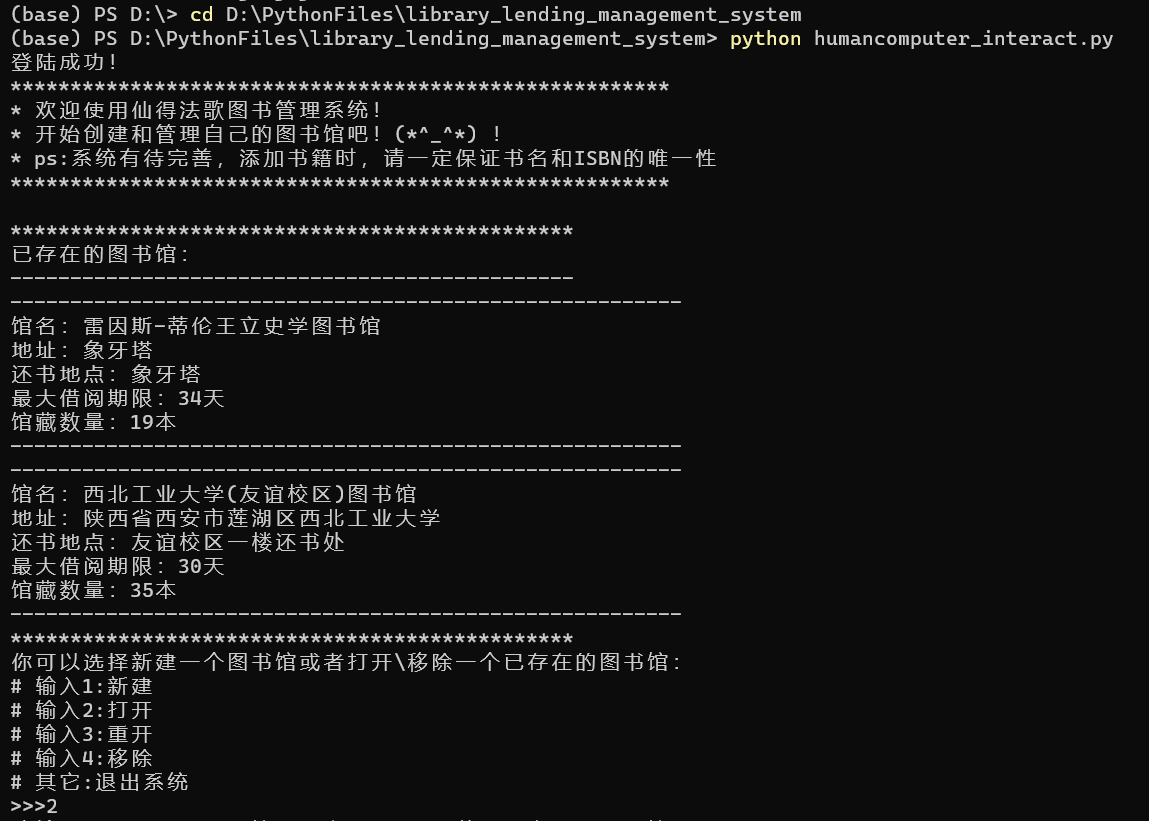 (base) PS D:\> cd D:\PythonFiles\library_lending_management_system
(base) PS D:\PythonFiles\library_lending_management_system> python humancomputer_interact.py
登陆成功！
*******************************************************
* 欢迎使用仙得法歌图书管理系统！
* 开始创建和管理自己的图书馆吧！(*^_^*) ！
* ps:系统有待完善，添加书籍时，请一定保证书名和ISBN的唯一性
*******************************************************
***********************************************
已存在的图书馆：
-----------------------------------------------
--------------------------------------------------------
馆名：雷因斯-蒂伦王立史学图书馆
地址：象牙塔
还书地点：象牙塔
最大借阅期限：34天
馆藏数量：19本
--------------------------------------------------------
--------------------------------------------------------
馆名：西北工业大学(友谊校区)图书馆
地址：陕西省西安市莲湖区西北工业大学
还书地点：友谊校区一楼还书处
最大借阅期限：30天
馆藏数量：35本
--------------------------------------------------------
***********************************************
你可以选择新建一个图书馆或者打开\移除一个已存在的图书馆：
# 输入1:新建
# 输入2:打开
# 输入3:重开
# 输入4:移除
# 其它:退出系统
>>>2